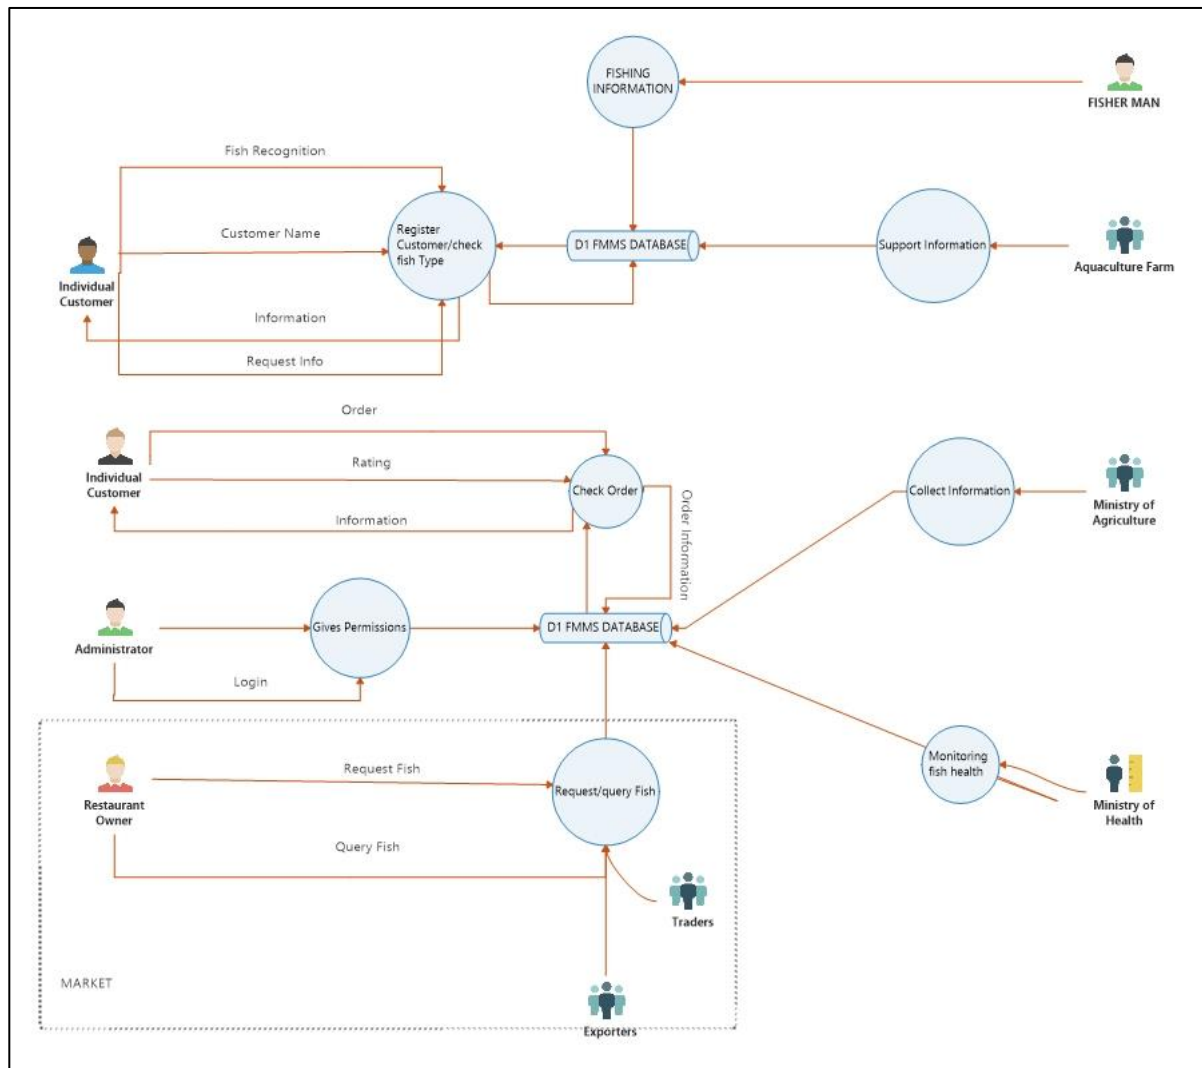 FISHING
INFORMATION
FISHER MAN
Fish Recognition
Customer Name
Individual
Customer
Register
Customer/check
fish Type
D1 FMMS DATABASE
Support Information
Aquaculture Farm
Information
Request Info
Order
Rating
Individual
Customer
Information
Check Order
Order Information
Collect Information
Ministry of
Agriculture
Administrator
Gives Permissions
D1 FMMS DATABASE
Login
Restaurant
Owner
Request Fish
Query Fish
Request/query Fish
Monitoring
fish health
Ministry of
Health
Traders
MARKET
Exporters